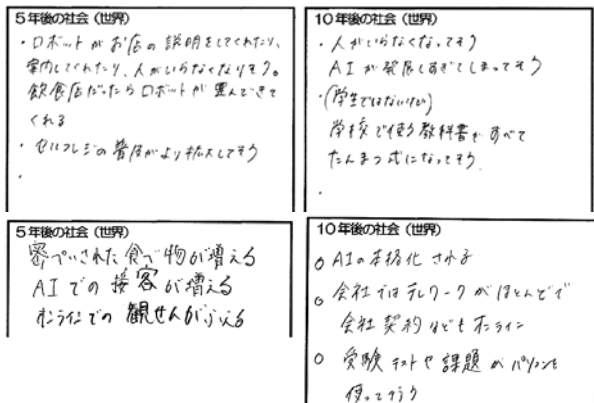 5年後の社会（世界）
・ロボットがお店の説明をしてくれたり、
案内してくれたり、人がいらなくなりそう。
飲食店だったらロボットが運んできて
くれる
・セルフレジの普及がより拡大してそう
・
10年後の社会（世界）
・人がいらなくなってそう
AIが発展しすぎてしまってそう
・(学生ではないけど)
学校で使う教科書がすべて
たんまつ式になってそう
・
5年後の社会（世界）
密ぺいされた食べ物が増える
AIでの接客が増える
オンラインでの観せんがふえる
10年後の社会（世界）
○AIの本格化される
○会社ではテレワークがほとんどで
会社契約などもオンライン
○受験テストや課題がパソコンを
使って行う